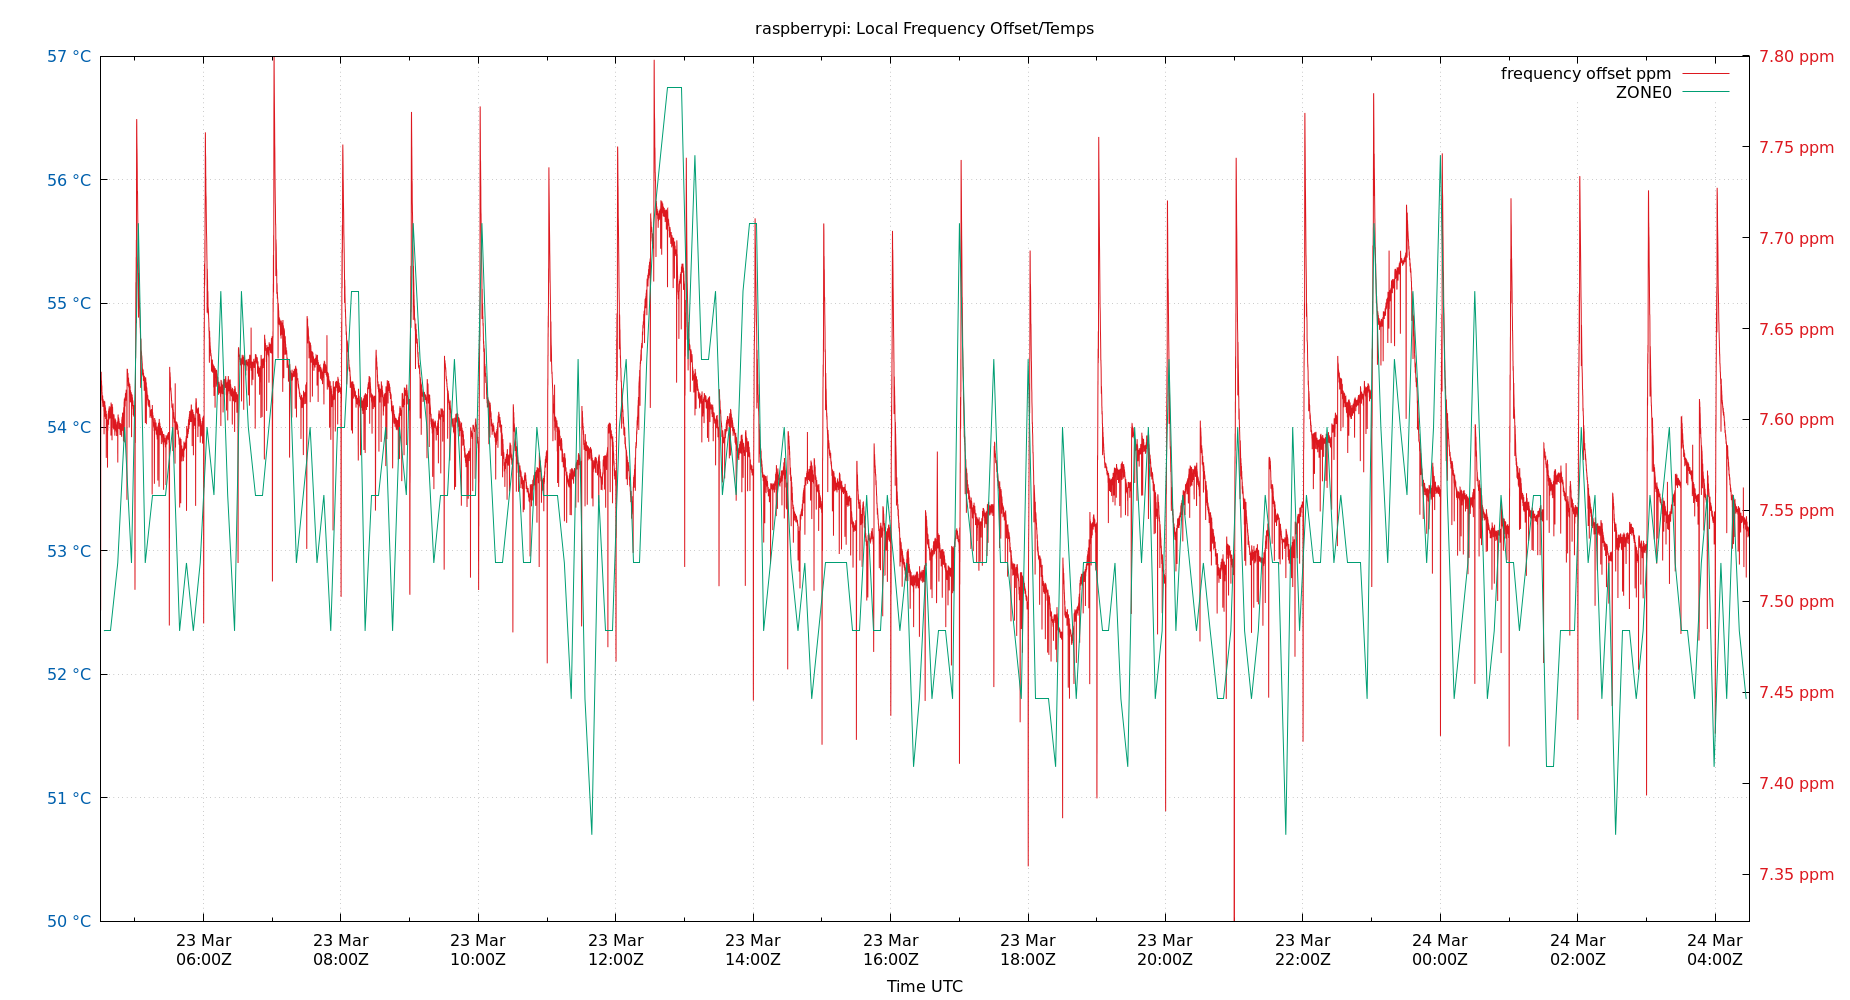 raspberrypi: Local Frequency Offset/Temps
57 °C
56 °C
55 °C
54 °C
53 °C
52 °C
51 °C
50 °C
7.80 ppm
7.75 ppm
7.70 ppm
7.65 ppm
7.60 ppm
7.55 ppm
7.50 ppm
7.45 ppm
7.40 ppm
7.35 ppm
frequency offset ppm
ZONE0
23 Mar
06:00Z
23 Mar
08:00Z
23 Mar
10:00Z
23 Mar
12:00Z
23 Mar
14:00Z
23 Mar
16:00Z
23 Mar
18:00Z
23 Mar
20:00Z
23 Mar
22:00Z
24 Mar
00:00Z
24 Mar
02:00Z
24 Mar
04:00Z
Time UTC